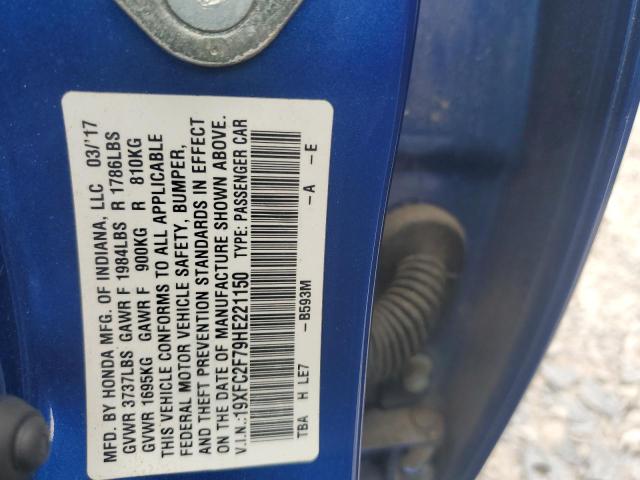 MFD. BY HONDA MFG. OF INDIANA, LLC 03/'17
GVWR 3737LBS GAWR F 1984LBS R 1786LBS
GVWR 1695KG GAWR F 900KG R 810KG
THIS VEHICLE CONFORMS TO ALL APPLICABLE
FEDERAL MOTOR VEHICLE SAFETY, BUMPER,
AND THEFT PREVENTION STANDARDS IN EFFECT
ON THE DATE OF MANUFACTURE SHOWN ABOVE.
V.I.N.:19XFC2F79HE221150 TYPE: PASSENGER CAR
-B593M -A -E
TBA H LE7